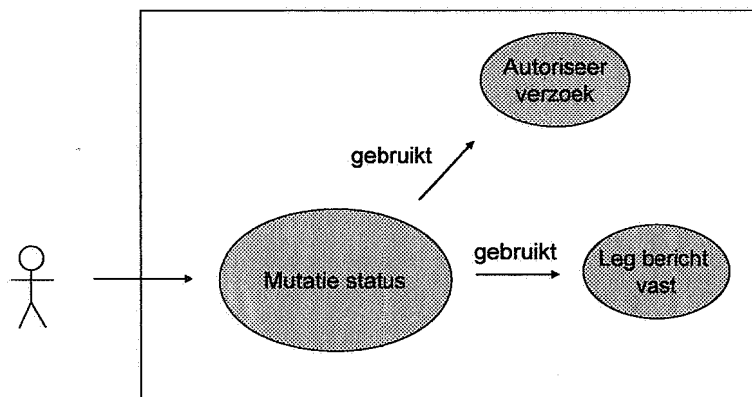 Autoriseer
verzoek
gebruikt
gebruikt
Mutatie status
Leg bericht
vast